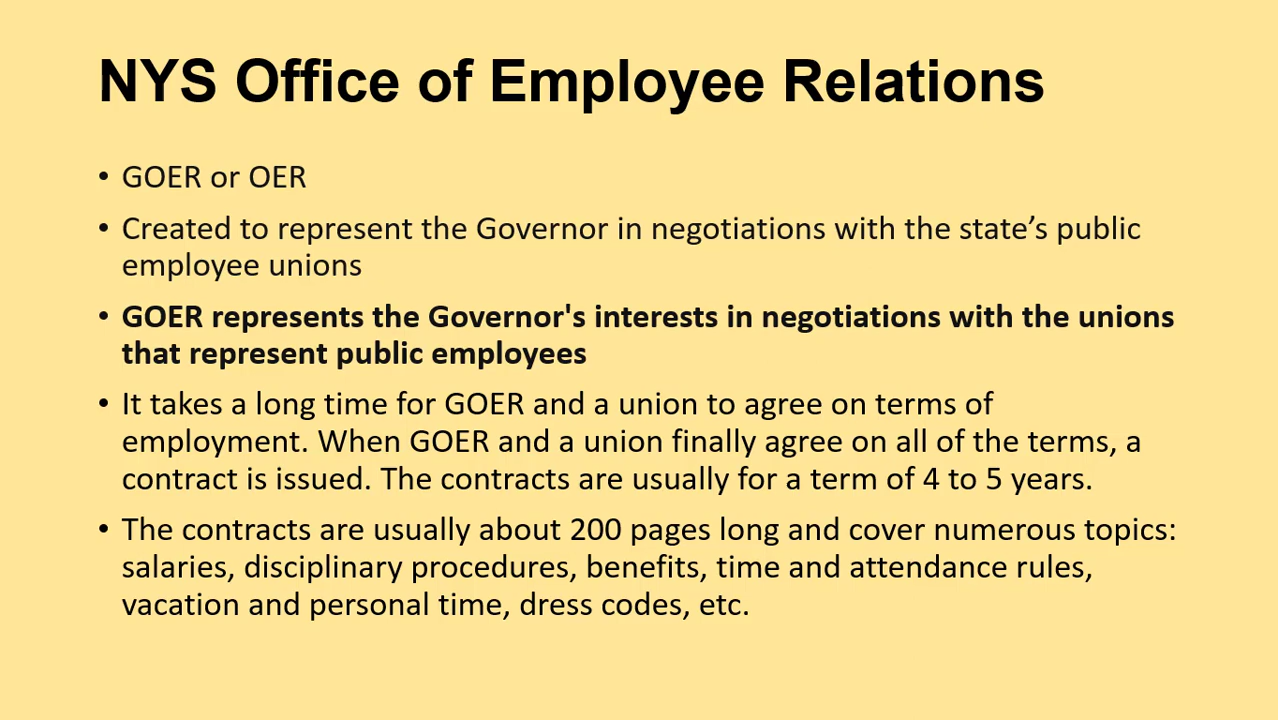 NYS Office of Employee Relations
• GOER or OER
• Created to represent the Governor in negotiations with the state’s public
employee unions
• GOER represents the Governor's interests in negotiations with the unions
that represent public employees
• It takes a long time for GOER and a union to agree on terms of
employment. When GOER and a union finally agree on all of the terms, a
contract is issued. The contracts are usually for a term of 4 to 5 years.
• The contracts are usually about 200 pages long and cover numerous topics:
salaries, disciplinary procedures, benefits, time and attendance rules,
vacation and personal time, dress codes, etc.